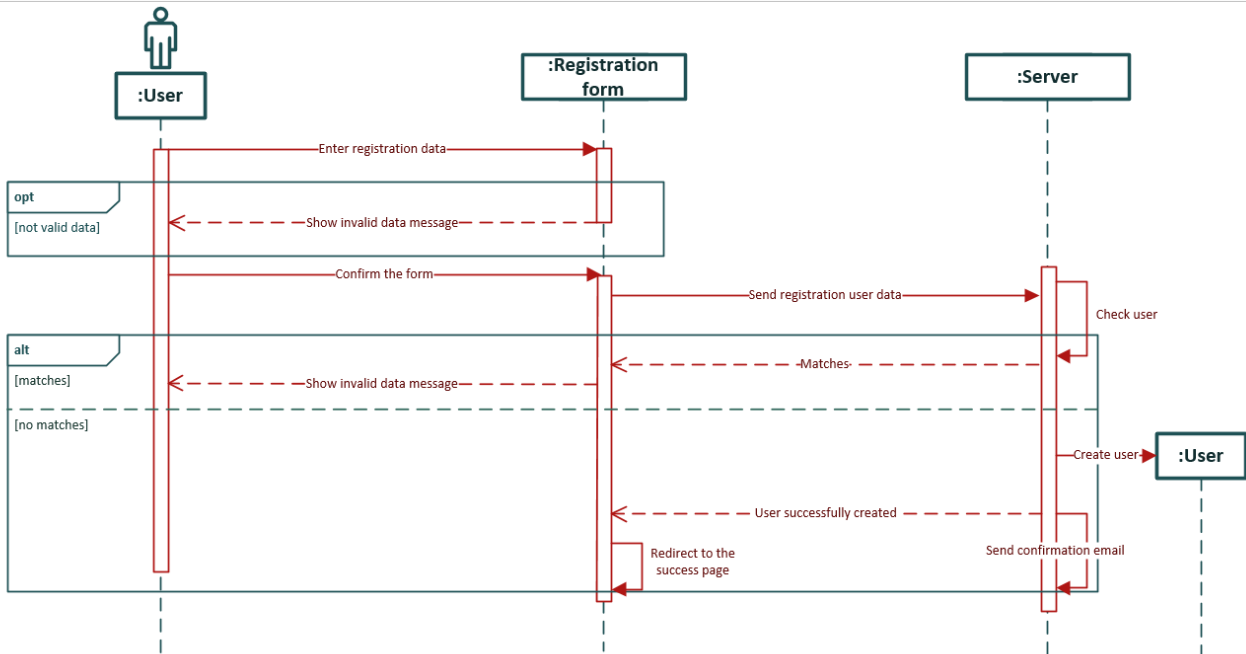 :User
:Registration
form
:Server
Enter registration data
opt
[not valid data]
Show invalid data message
Confirm the form
Send registration user data
Check user
alt
[matches]
Matches
Show invalid data message
[no matches]
Create user
:User
User successfully created
Send confirmation email
Redirect to the
success page